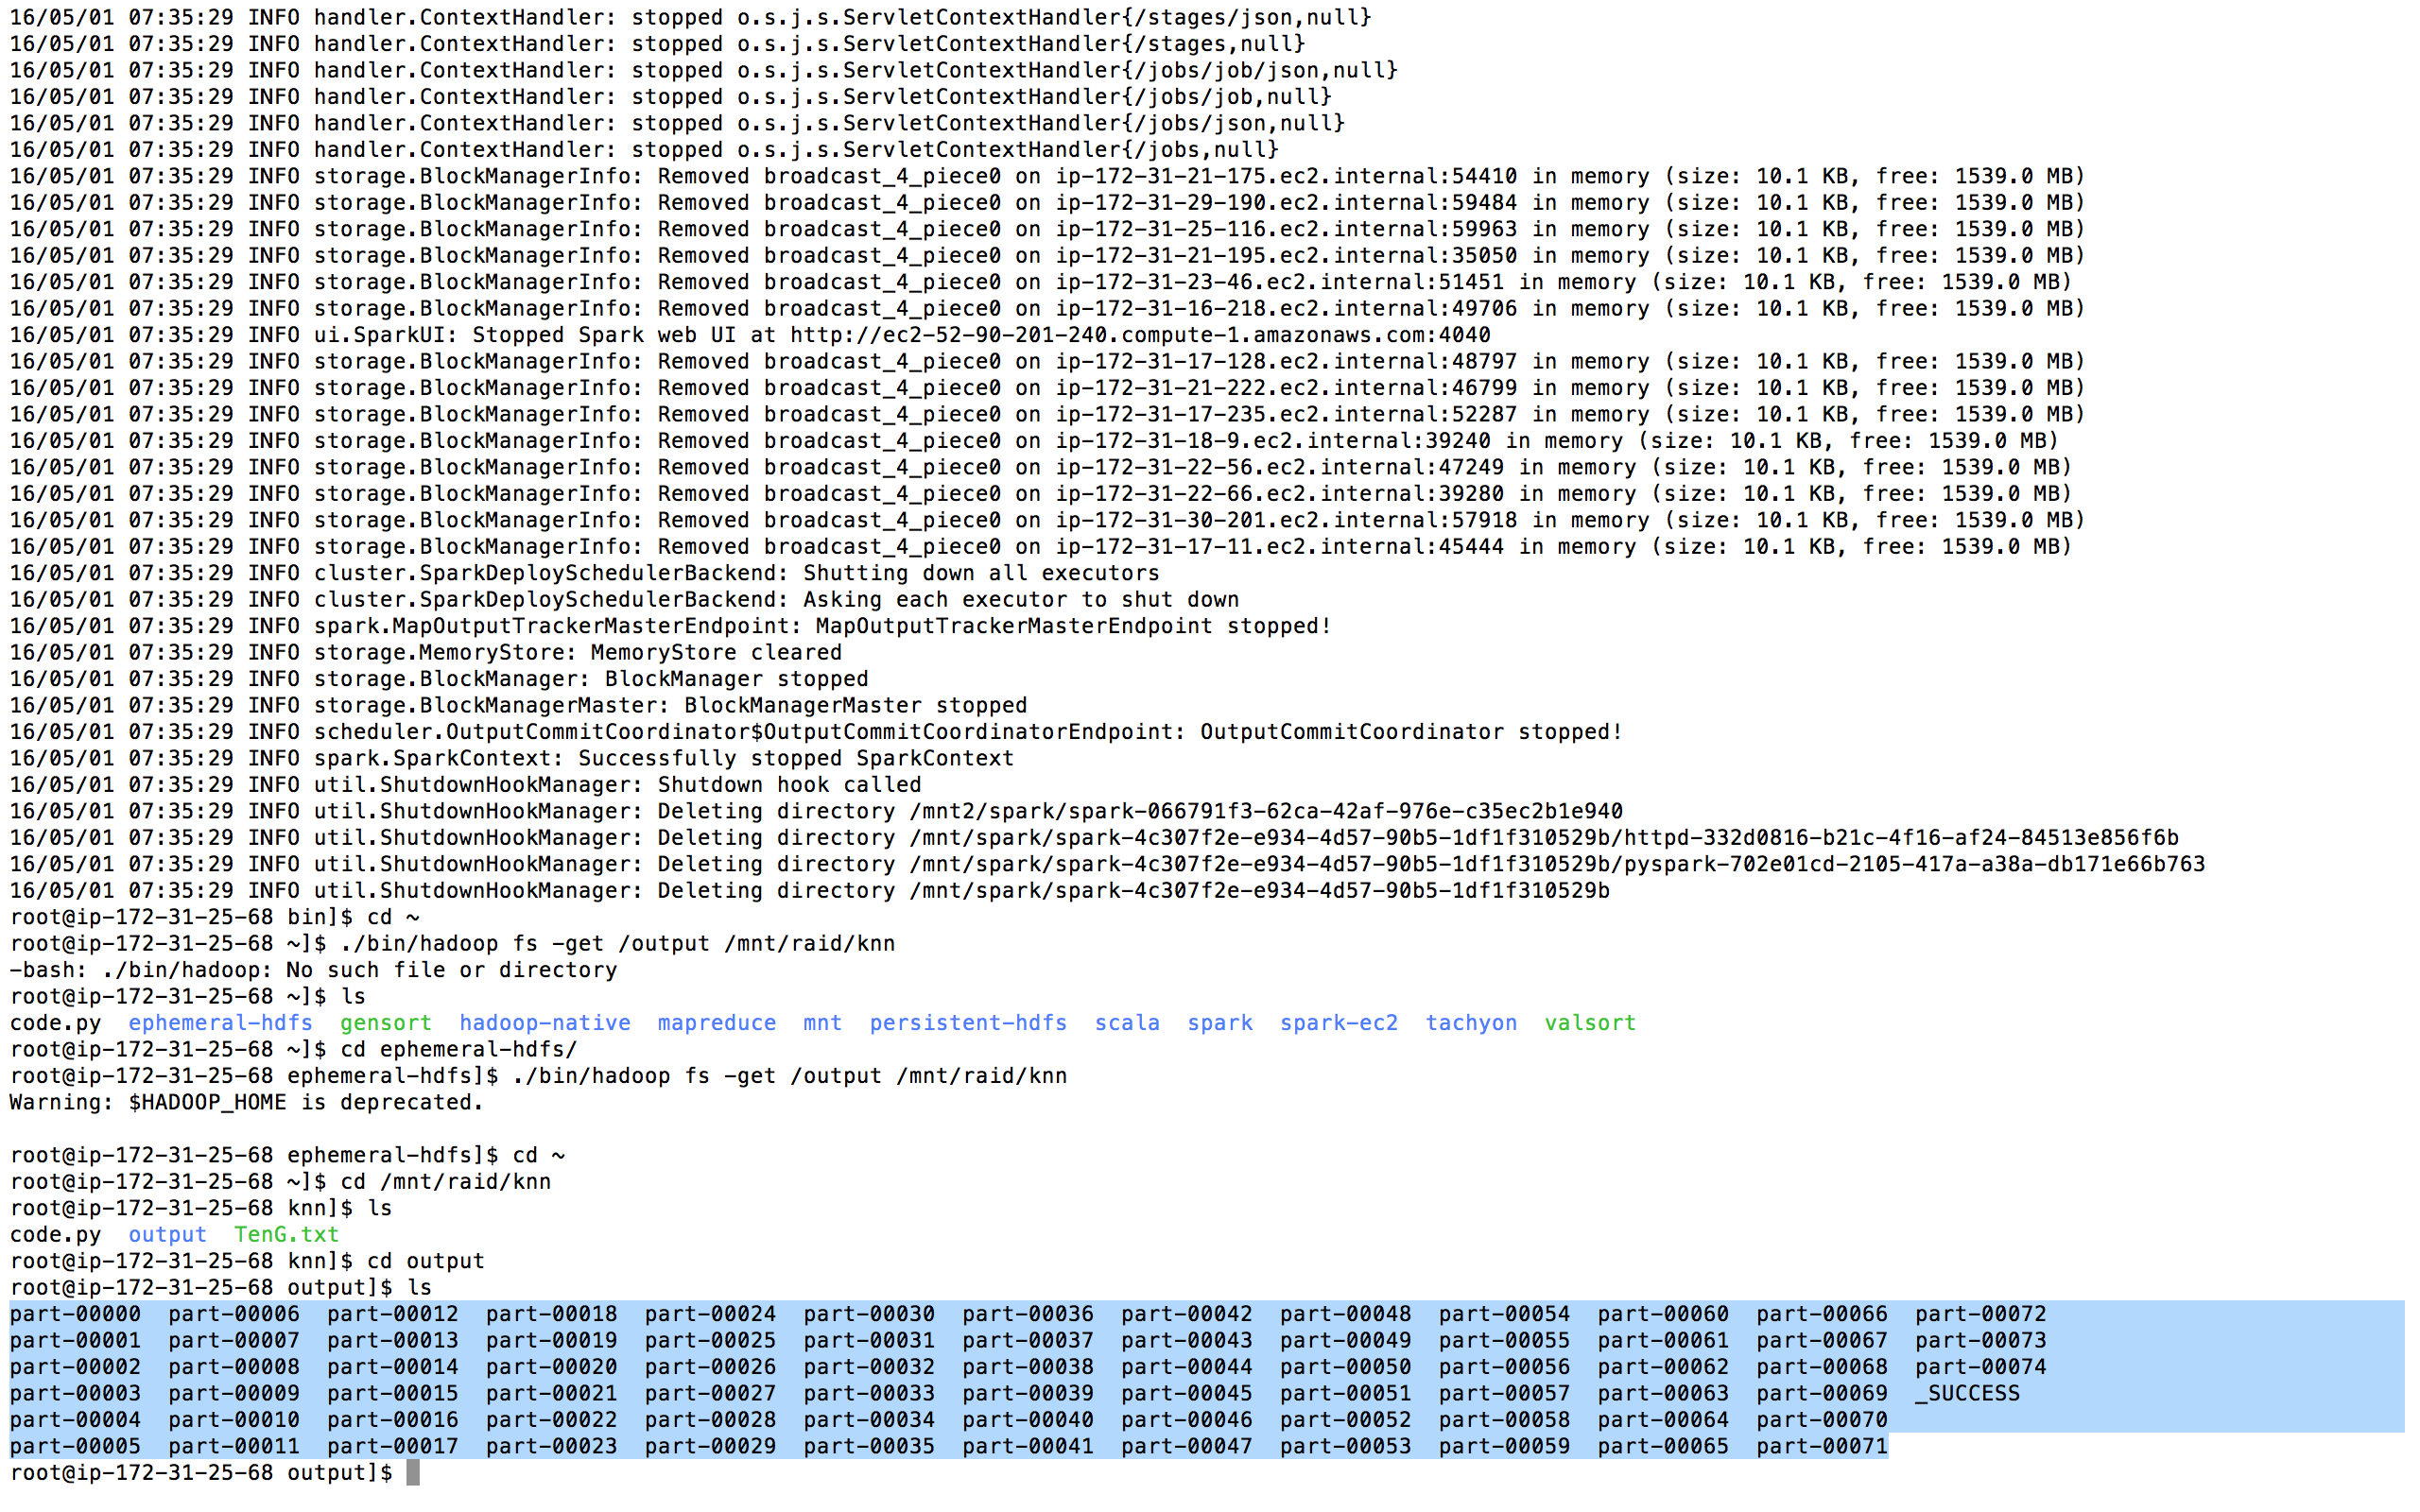 16/05/01 07:35:29 INFO handler.ContextHandler: stopped o.s.j.s.ServletContextHandler{/stages/json,null}
16/05/01 07:35:29 INFO handler.ContextHandler: stopped o.s.j.s.ServletContextHandler{/stages,null}
16/05/01 07:35:29 INFO handler.ContextHandler: stopped o.s.j.s.ServletContextHandler{/jobs/job/json,null}
16/05/01 07:35:29 INFO handler.ContextHandler: stopped o.s.j.s.ServletContextHandler{/jobs/job,null}
16/05/01 07:35:29 INFO handler.ContextHandler: stopped o.s.j.s.ServletContextHandler{/jobs/json,null}
16/05/01 07:35:29 INFO handler.ContextHandler: stopped o.s.j.s.ServletContextHandler{/jobs,null}
16/05/01 07:35:29 INFO storage.BlockManagerInfo: Removed broadcast_4_piece0 on ip-172-31-21-175.ec2.internal:54410 in memory (size: 10.1 KB, free: 1539.0 MB)
16/05/01 07:35:29 INFO storage.BlockManagerInfo: Removed broadcast_4_piece0 on ip-172-31-29-190.ec2.internal:59484 in memory (size: 10.1 KB, free: 1539.0 MB)
16/05/01 07:35:29 INFO storage.BlockManagerInfo: Removed broadcast_4_piece0 on ip-172-31-25-116.ec2.internal:59963 in memory (size: 10.1 KB, free: 1539.0 MB)
16/05/01 07:35:29 INFO storage.BlockManagerInfo: Removed broadcast_4_piece0 on ip-172-31-21-195.ec2.internal:35050 in memory (size: 10.1 KB, free: 1539.0 MB)
16/05/01 07:35:29 INFO storage.BlockManagerInfo: Removed broadcast_4_piece0 on ip-172-31-23-46.ec2.internal:51451 in memory (size: 10.1 KB, free: 1539.0 MB)
16/05/01 07:35:29 INFO storage.BlockManagerInfo: Removed broadcast_4_piece0 on ip-172-31-16-218.ec2.internal:49706 in memory (size: 10.1 KB, free: 1539.0 MB)
16/05/01 07:35:29 INFO ui.SparkUI: Stopped Spark web UI at http://ec2-52-90-201-240.compute-1.amazonaws.com:4040
16/05/01 07:35:29 INFO storage.BlockManagerInfo: Removed broadcast_4_piece0 on ip-172-31-17-128.ec2.internal:48797 in memory (size: 10.1 KB, free: 1539.0 MB)
16/05/01 07:35:29 INFO storage.BlockManagerInfo: Removed broadcast_4_piece0 on ip-172-31-21-222.ec2.internal:46799 in memory (size: 10.1 KB, free: 1539.0 MB)
16/05/01 07:35:29 INFO storage.BlockManagerInfo: Removed broadcast_4_piece0 on ip-172-31-17-235.ec2.internal:52287 in memory (size: 10.1 KB, free: 1539.0 MB)
16/05/01 07:35:29 INFO storage.BlockManagerInfo: Removed broadcast_4_piece0 on ip-172-31-18-9.ec2.internal:39240 in memory (size: 10.1 KB, free: 1539.0 MB)
16/05/01 07:35:29 INFO storage.BlockManagerInfo: Removed broadcast_4_piece0 on ip-172-31-22-56.ec2.internal:47249 in memory (size: 10.1 KB, free: 1539.0 MB)
16/05/01 07:35:29 INFO storage.BlockManagerInfo: Removed broadcast_4_piece0 on ip-172-31-22-66.ec2.internal:39280 in memory (size: 10.1 KB, free: 1539.0 MB)
16/05/01 07:35:29 INFO storage.BlockManagerInfo: Removed broadcast_4_piece0 on ip-172-31-30-201.ec2.internal:57918 in memory (size: 10.1 KB, free: 1539.0 MB)
16/05/01 07:35:29 INFO storage.BlockManagerInfo: Removed broadcast_4_piece0 on ip-172-31-17-11.ec2.internal:45444 in memory (size: 10.1 KB, free: 1539.0 MB)
16/05/01 07:35:29 INFO cluster.SparkDeploySchedulerBackend: Shutting down all executors
16/05/01 07:35:29 INFO cluster.SparkDeploySchedulerBackend: Asking each executor to shut down
16/05/01 07:35:29 INFO spark.MapOutputTrackerMasterEndpoint: MapOutputTrackerMasterEndpoint stopped!
16/05/01 07:35:29 INFO storage.MemoryStore: MemoryStore cleared
16/05/01 07:35:29 INFO storage.BlockManager: BlockManager stopped
16/05/01 07:35:29 INFO storage.BlockManagerMaster: BlockManagerMaster stopped
16/05/01 07:35:29 INFO scheduler.OutputCommitCoordinator$OutputCommitCoordinatorEndpoint: OutputCommitCoordinator stopped!
16/05/01 07:35:29 INFO spark.SparkContext: Successfully stopped SparkContext
16/05/01 07:35:29 INFO util.ShutdownHookManager: Shutdown hook called
16/05/01 07:35:29 INFO util.ShutdownHookManager: Deleting directory /mnt2/spark/spark-066791f3-62ca-42af-976e-c35ec2b1e940
16/05/01 07:35:29 INFO util.ShutdownHookManager: Deleting directory /mnt/spark/spark-4c307f2e-e934-4d57-90b5-1df1f310529b/httpd-332d0816-b21c-4f16-af24-84513e856f6b
16/05/01 07:35:29 INFO util.ShutdownHookManager: Deleting directory /mnt/spark/spark-4c307f2e-e934-4d57-90b5-1df1f310529b/pyspark-702e01cd-2105-417a-a38a-db171e66b763
16/05/01 07:35:29 INFO util.ShutdownHookManager: Deleting directory /mnt/spark/spark-4c307f2e-e934-4d57-90b5-1df1f310529b
root@ip-172-31-25-68 bin]$ cd ~
root@ip-172-31-25-68 ~]$ ./bin/hadoop fs -get /output /mnt/raid/knn
-bash: ./bin/hadoop: No such file or directory
root@ip-172-31-25-68 ~]$ ls
code.py  ephemeral-hdfs  gensort  hadoop-native  mapreduce  mnt  persistent-hdfs  scala  spark  spark-ec2  tachyon  valsort
root@ip-172-31-25-68 ~]$ cd ephemeral-hdfs/
root@ip-172-31-25-68 ephemeral-hdfs]$ ./bin/hadoop fs -get /output /mnt/raid/knn
Warning: $HADOOP_HOME is deprecated.
root@ip-172-31-25-68 ephemeral-hdfs]$ cd ~
root@ip-172-31-25-68 ~]$ cd /mnt/raid/knn
root@ip-172-31-25-68 knn]$ ls
code.py  output  TenG.txt
root@ip-172-31-25-68 knn]$ cd output
root@ip-172-31-25-68 output]$ ls
part-00000  part-00006  part-00012  part-00018  part-00024  part-00030  part-00036  part-00042  part-00048  part-00054  part-00060  part-00066  part-00072
part-00001  part-00007  part-00013  part-00019  part-00025  part-00031  part-00037  part-00043  part-00049  part-00055  part-00061  part-00067  part-00073
part-00002  part-00008  part-00014  part-00020  part-00026  part-00032  part-00038  part-00044  part-00050  part-00056  part-00062  part-00068  part-00074
part-00003  part-00009  part-00015  part-00021  part-00027  part-00033  part-00039  part-00045  part-00051  part-00057  part-00063  part-00069  _SUCCESS
part-00004  part-00010  part-00016  part-00022  part-00028  part-00034  part-00040  part-00046  part-00052  part-00058  part-00064  part-00070
part-00005  part-00011  part-00017  part-00023  part-00029  part-00035  part-00041  part-00047  part-00053  part-00059  part-00065  part-00071
root@ip-172-31-25-68 output]$